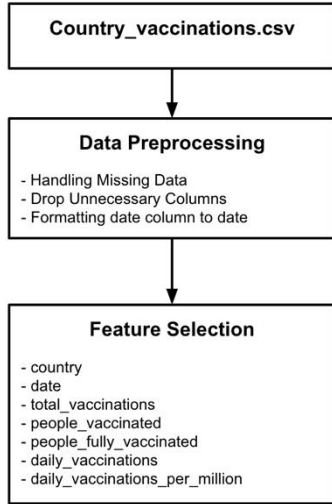 Country_vaccinations.csv
Data Preprocessing
- Handling Missing Data
- Drop Unnecessary Columns
- Formatting date column to date
Feature Selection
- country
- date
- total_vaccinations
- people_vaccinated
- people_fully_vaccinated
- daily_vaccinations
- daily_vaccinations_per_million